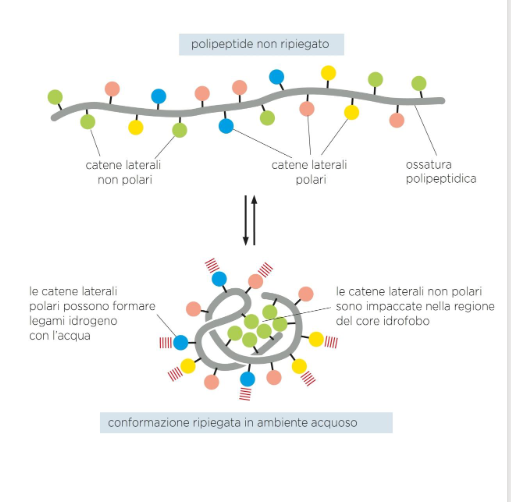 polipeptide non ripiegato
catene laterali
non polari
catene laterali
polari
ossatura
polipeptidica
le catene laterali
polari possono formare
legami idrogeno
con l'acqua
le catene laterali non polari
sono impaccate nella regione
del core idrofobo
conformazione ripiegata in ambiente acquoso